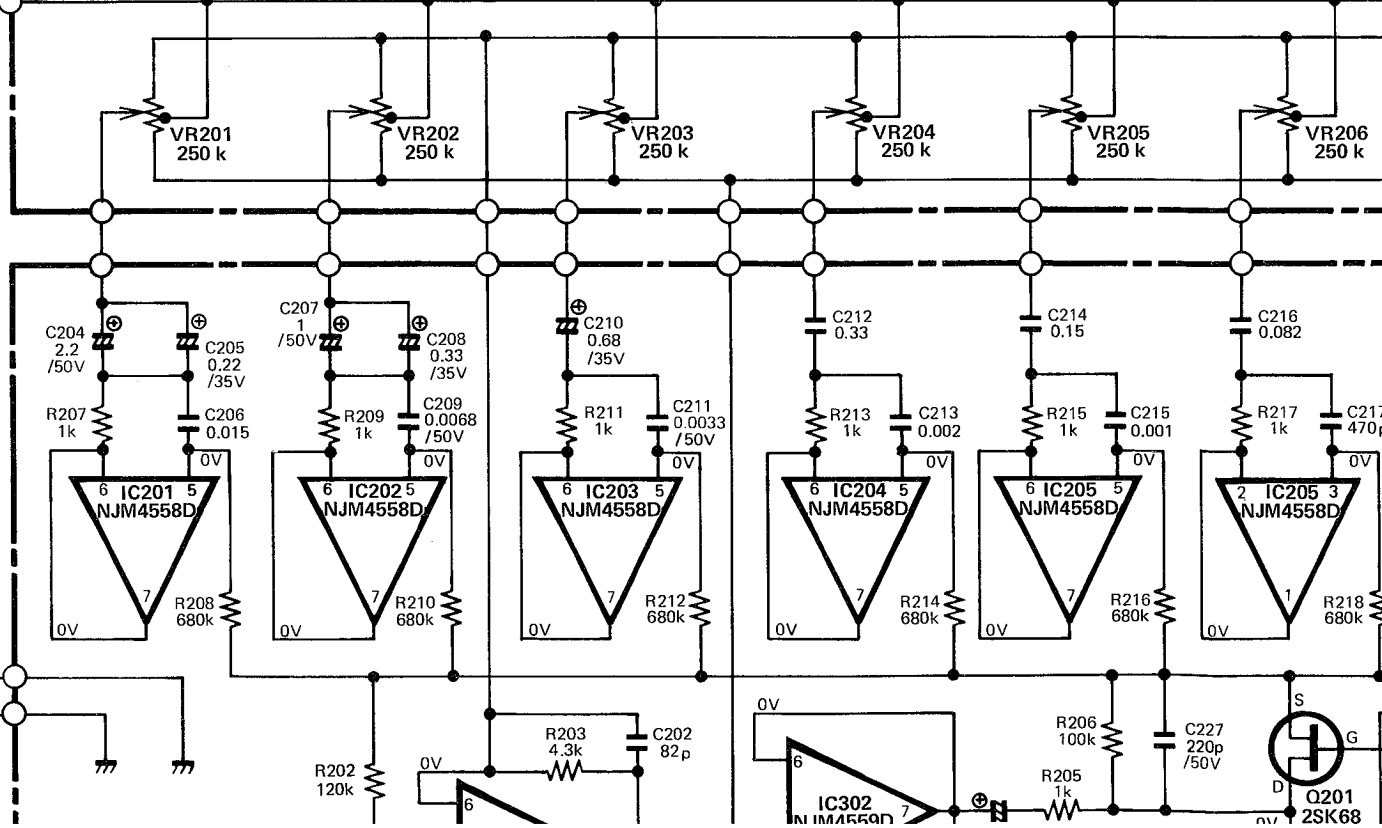 VR201
250 k
VR202
250 k
VR203
250 k
VR204
250 k
VR205
250 k
VR206
250 k
C204
2.2
/50V
C205
0.22
/35V
C207
1
/50V
C208
0.33
/35V
C210
0.68
/35V
C212
0.33
C214
0.15
C216
0.082
R207
1k
C206
0.015
R209
1k
C209
0.0068
/50V
R211
1k
C211
0.0033
/50V
R213
1k
C213
0.002
R215
1k
C215
0.001
R217
1k
C217
470p
0V
0V
0V
0V
0V
0V
6 IC201 5
NJM4558D
7
0V
R208
680k
6 IC202 5
NJM4558D
7
0V
R210
680k
6 IC203 5
NJM4558D
7
0V
R212
680k
6 IC204 5
NJM4558D
7
0V
R214
680k
6 IC205 5
NJM4558D
7
0V
R216
680k
2 IC205 3
NJM4558D
1
0V
R218
680k
R202
120k
0V
6
R203
4.3k
C202
82p
0V
6
IC302
7
NJM4559D
R205
1k
R206
100k
C227
220p
/50V
S
G
D
Q201
2SK68
0V